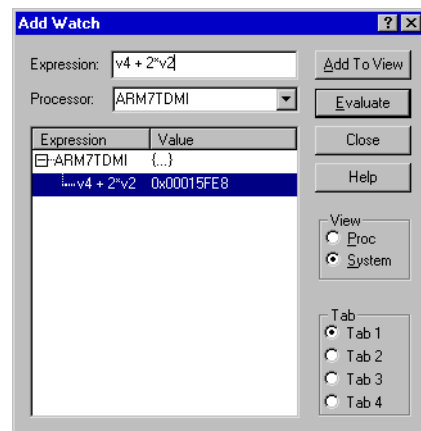 Add Watch
Expression: v4 + 2*v2
Add To View
Processor: ARM7TDMI
Evaluate
Expression Value
ARM7TDMI {...}
v4 + 2*v2 0x00015FE8
Close
Help
View
Proc
System
Tab
Tab 1
Tab 2
Tab 3
Tab 4